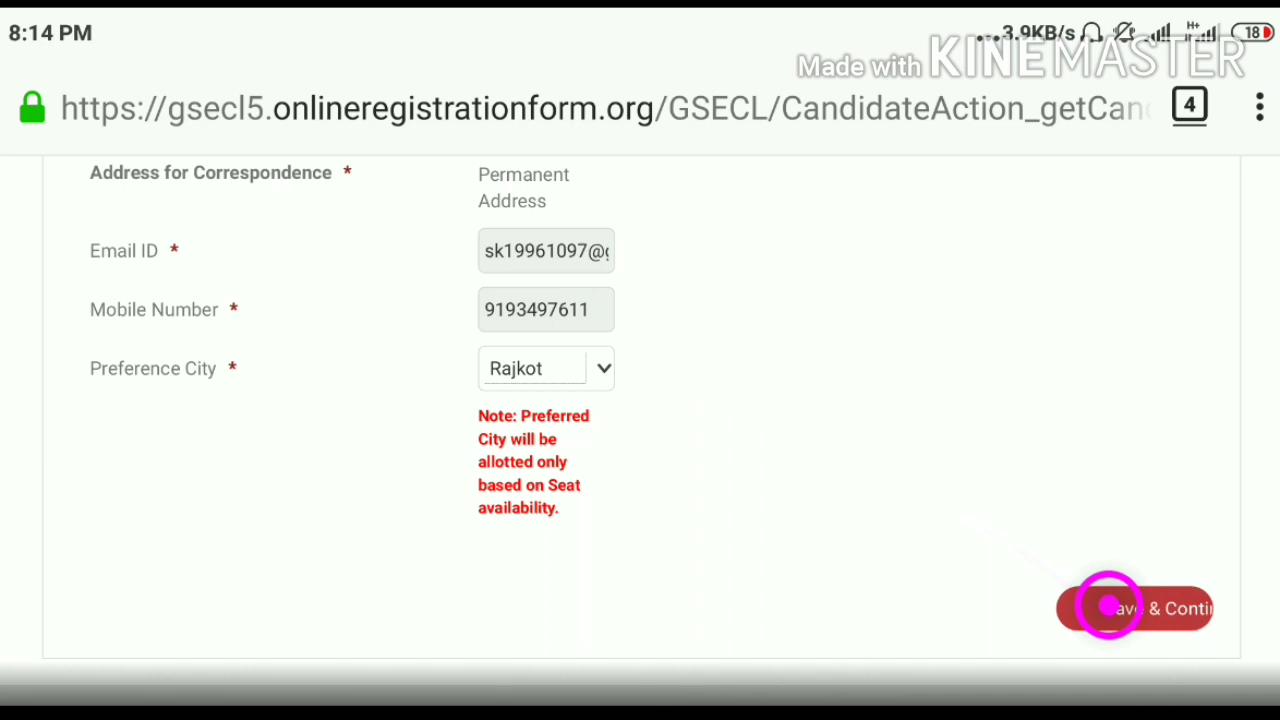 8:14 PM
...3.9KB/s H+ 18
Made with KINEMASTER
https://gsecl5.onlineregistrationform.org/GSECL/CandidateAction_getCan
4
Address for Correspondence *
Permanent
Address
Email ID *
sk19961097@g
Mobile Number *
9193497611
Preference City *
Rajkot
Note: Preferred
City will be
allotted only
based on Seat
availability.
ave & Conti